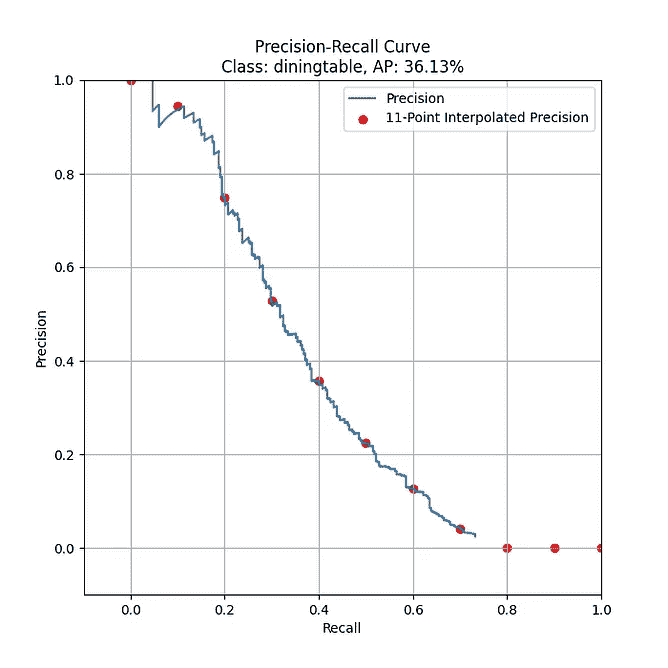 Precision-Recall Curve
Class: diningtable, AP: 36.13%
Precision
11-Point Interpolated Precision
1.0
0.8
0.6
0.4
0.2
0.0
Precision
0.0 0.2 0.4 0.6 0.8 1.0
Recall